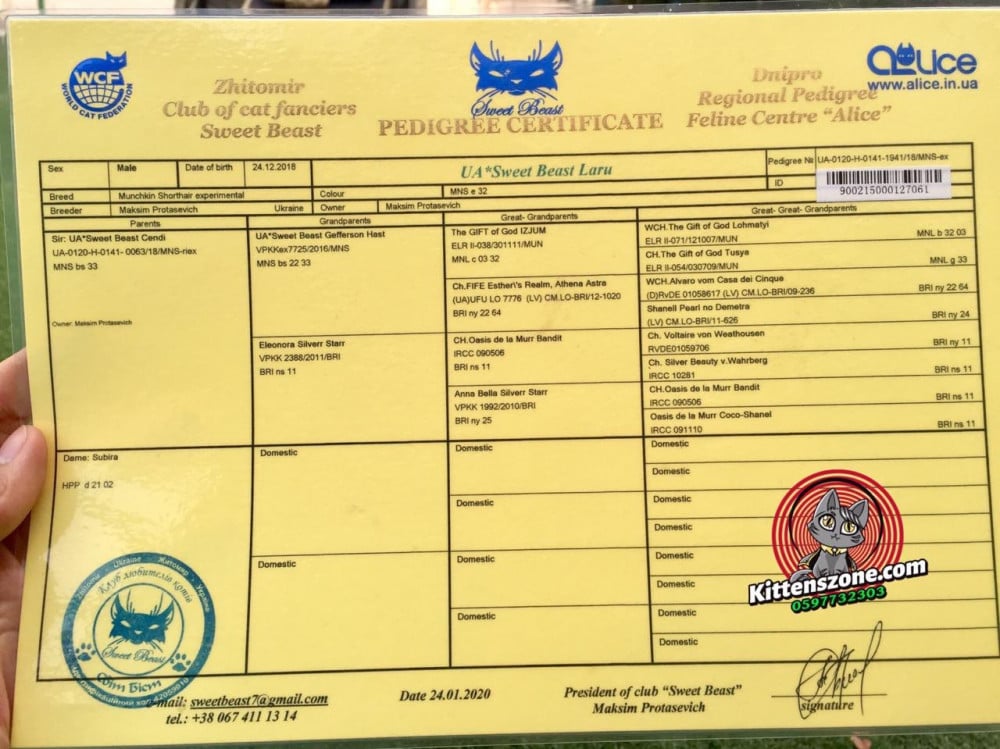 WCF
WORLD CAT FEDERATION
Zhitomir
Club of cat fanciers
Sweet Beast
Sweet Beast
PEDIGREE CERTIFICATE
Dnipro
Regional Pedigree
Feline Centre “Alice”
ALice
www.alice.in.ua
Sex Male Date of birth 24.12.2018
UA*Sweet Beast Laru
Pedigree № UA-0120-H-0141-1941/18/MNS-ex
ID 900215000127061
Breed Munchkin Shorthair experimental Colour MNS e 32
Breeder Maksim Protasevich Ukraine Owner Maksim Protasevich
Parents Grandparents Great- Grandparents Great- Great- Grandparents
Sir: UA*Sweet Beast Cendi
UA-0120-H-0141- 0063/18/MNS-riex
MNS bs 33
Owner: Maksim Protasevich
UA*Sweet Beast Gefferson Hast
VPKKex7725/2016/MNS
MNS bs 22 33
Eleonora Silverr Starr
VPKK 2388/2011/BRI
BRI ns 11
The GIFT of God IZJUM
ELR II-038/301111/MUN
MNL c 03 32
Ch.FIFE Estheri's Realm, Athena Astra
(UA)UFU LO 7776 (LV) CM.LO-BRI/12-1020
BRI ny 22 64
CH.Oasis de la Murr Bandit
IRCC 090506
BRI ns 11
Anna Bella Silverr Starr
VPKK 1992/2010/BRI
BRI ny 25
WCH.The Gift of God Lohmatyi
ELR II-071/121007/MUN MNL b 32 03
CH.The Gift of God Tusya
ELR II-054/030709/MUN MNL g 33
WCH.Alvaro vom Casa dei Cinque
(D)RvDE 01058617 (LV) CM.LO-BRI/09-236 BRI ny 22 64
Shanell Pearl no Demetra
(LV) CM.LO-BRI/11-626 BRI ny 24
Ch. Voltaire von Weathousen
RVDE01059706 BRI ny 11
Ch. Silver Beauty v.Wahrberg
IRCC 10281 BRI ns 11
CH.Oasis de la Murr Bandit
IRCC 090506 BRI ns 11
Oasis de la Murr Coco-Shanel
IRCC 091110 BRI ns 11
Dame: Subira
HPP d 21 02
Domestic
Domestic
Domestic
Domestic
Domestic
Domestic
Domestic
Domestic
Domestic
Domestic
Domestic
Domestic
Domestic
Domestic
Kittenszone.com
0597732303
Ukraine Житомир Україна
Клуб любителів котів
Sweet Beast
Світ Біст
mail: sweetbeast7@gmail.com
tel.: +38 067 411 13 14
Date 24.01.2020
President of club “Sweet Beast”
Maksim Protasevich
signature